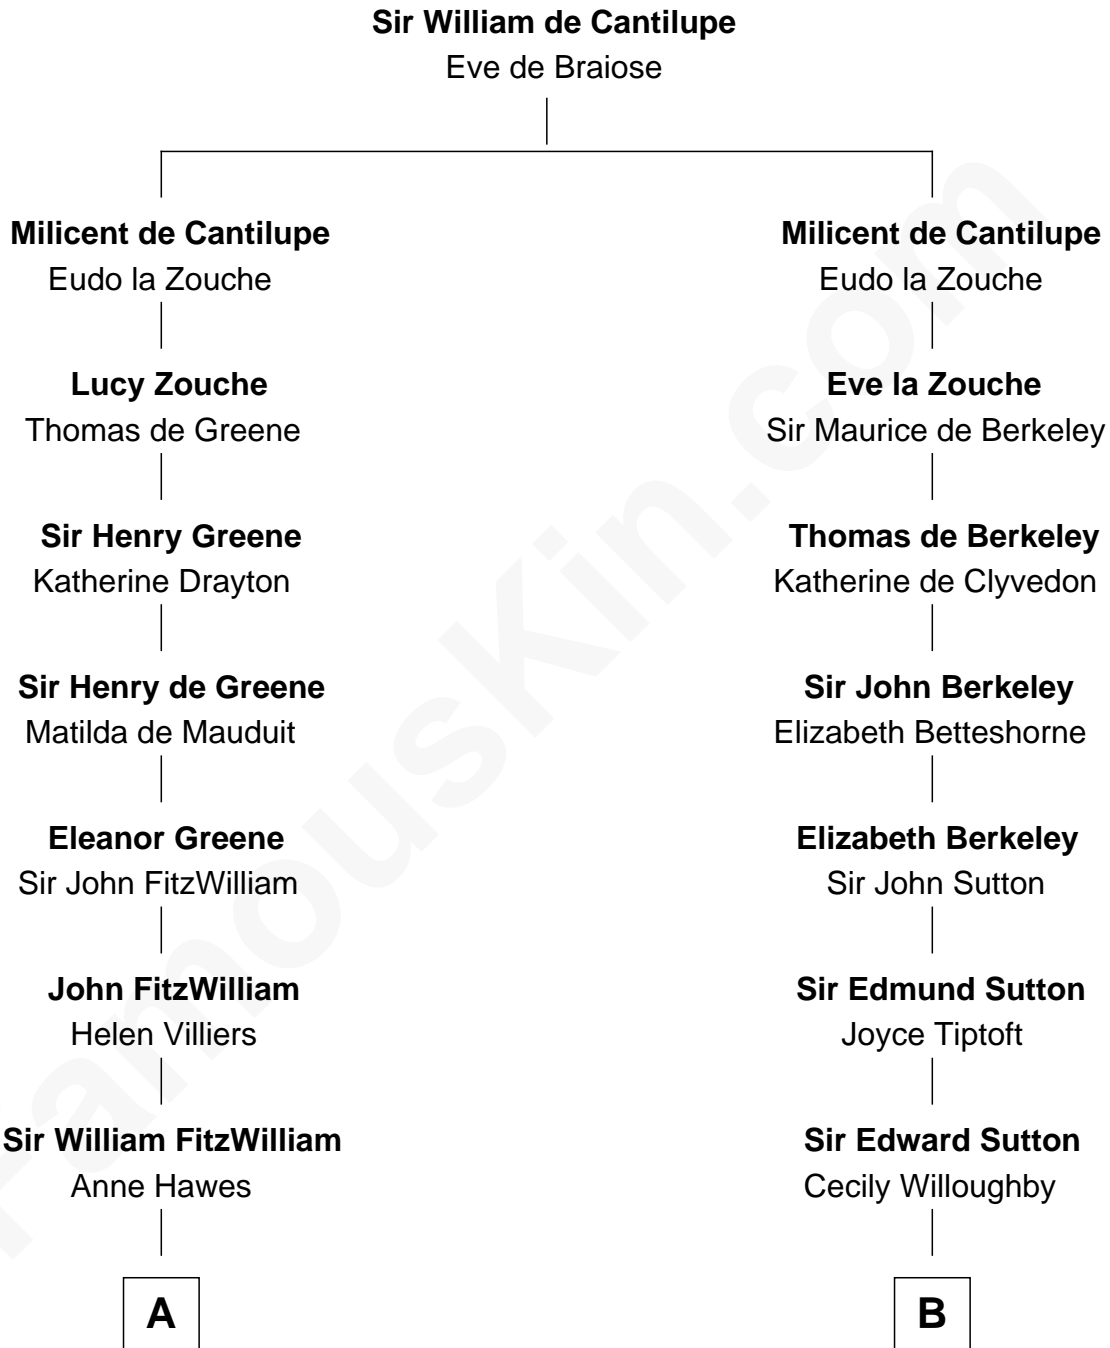 Sir William de Cantilupe
Eve de Braiose
Milicent de Cantilupe
Eudo la Zouche
Milicent de Cantilupe
Eudo la Zouche
Lucy Zouche
Thomas de Greene
Eve la Zouche
Sir Maurice de Berkeley
Sir Henry Greene
Katherine Drayton
Thomas de Berkeley
Katherine de Clyvedon
Sir Henry de Greene
Matilda de Mauduit
Sir John Berkeley
Elizabeth Betteshorne
Eleanor Greene
Sir John FitzWilliam
Elizabeth Berkeley
Sir John Sutton
John FitzWilliam
Helen Villiers
Sir Edmund Sutton
Joyce Tiptoft
Sir William FitzWilliam
Anne Hawes
Sir Edward Sutton
Cecily Willoughby
A
B
FamousKin.com